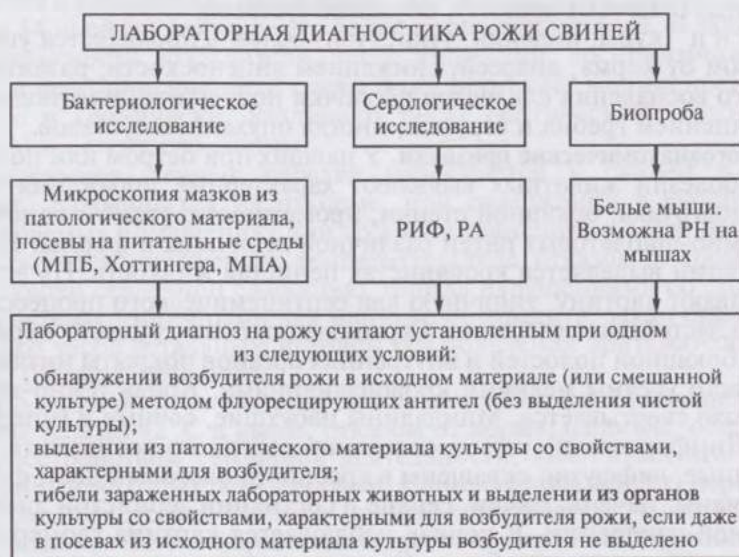 ЛАБОРАТОРНАЯ ДИАГНОСТИКА РОЖИ СВИНЕЙ
Бактериологическое
исследование
Серологическое
исследование
Биопроба
Микроскопия мазков из
патологического материала,
посевы на питательные среды
(МПБ, Хоттингера, МПА)
РИФ, РА
Белые мыши.
Возможна РН на
мышах
Лабораторный диагноз на рожу считают установленным при одном
из следующих условий:
обнаружении возбудителя рожи в исходном материале (или смешанной
культуре) методом флуоресцирующих антител (без выделения чистой
культуры);
выделении из патологического материала культуры со свойствами,
характерными для возбудителя;
гибели зараженных лабораторных животных и выделении из органов
культуры со свойствами, характерными для возбудителя рожи, если даже
в посевах из исходного материала культуры возбудителя не выделено